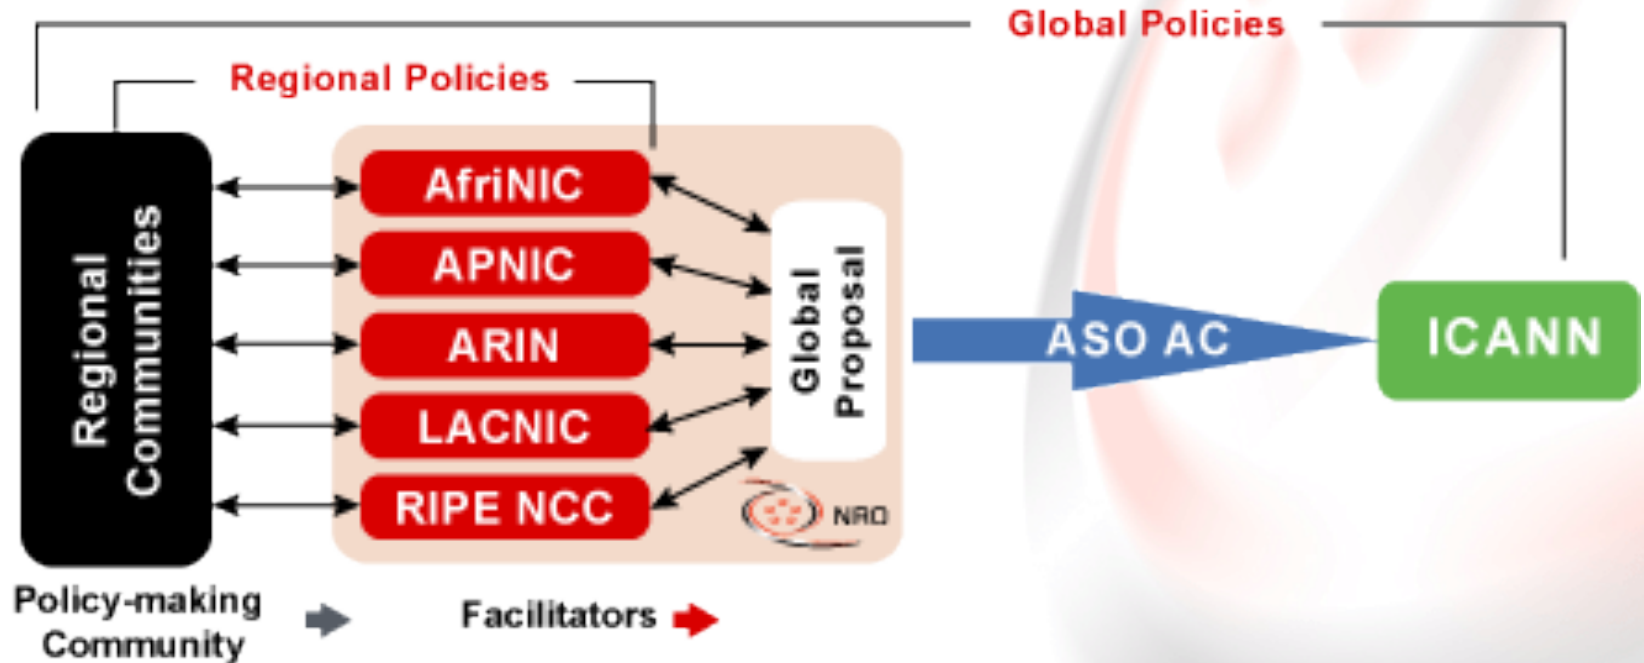 Global Policies
Regional Policies
Regional
Communities
AfriNIC
APNIC
ARIN
LACNIC
RIPE NCC
Global
Proposal
NRO
ASO AC
ICANN
Policy-making
Community
Facilitators